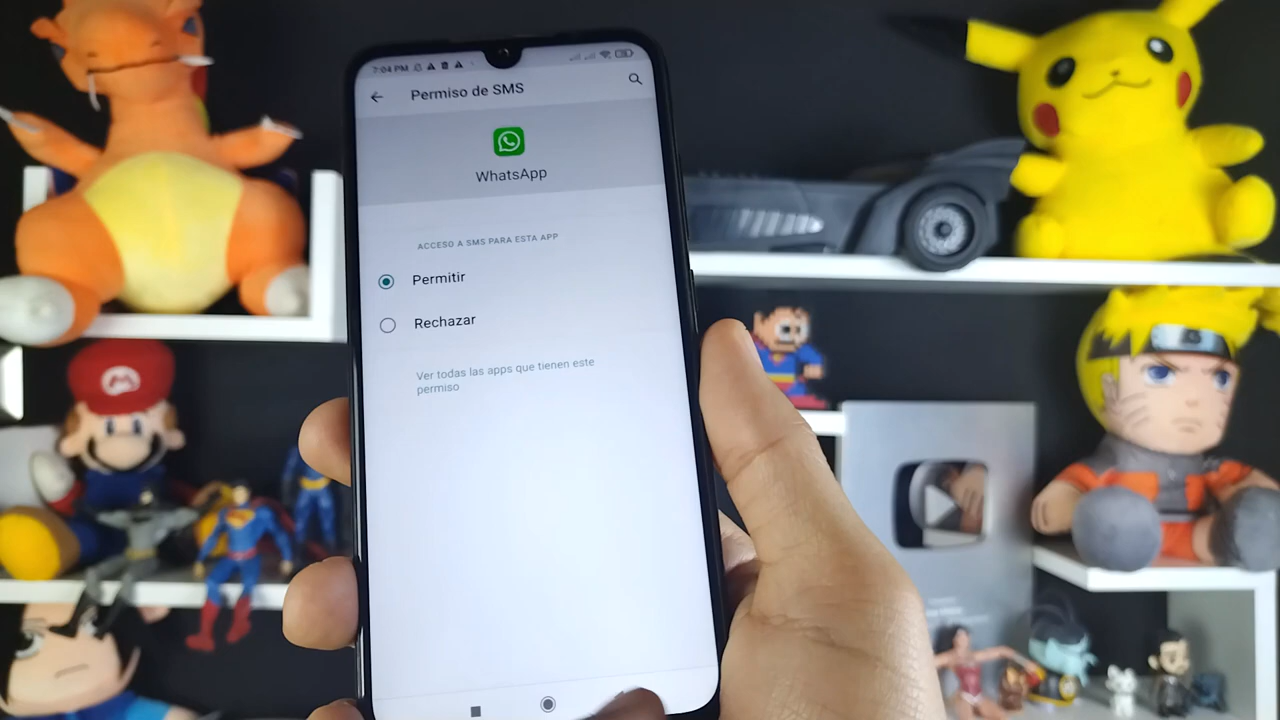 7:04 PM
Permiso de SMS
WhatsApp
ACCESO A SMS PARA ESTA APP
Permitir
Rechazar
Ver todas las apps que tienen este
permiso